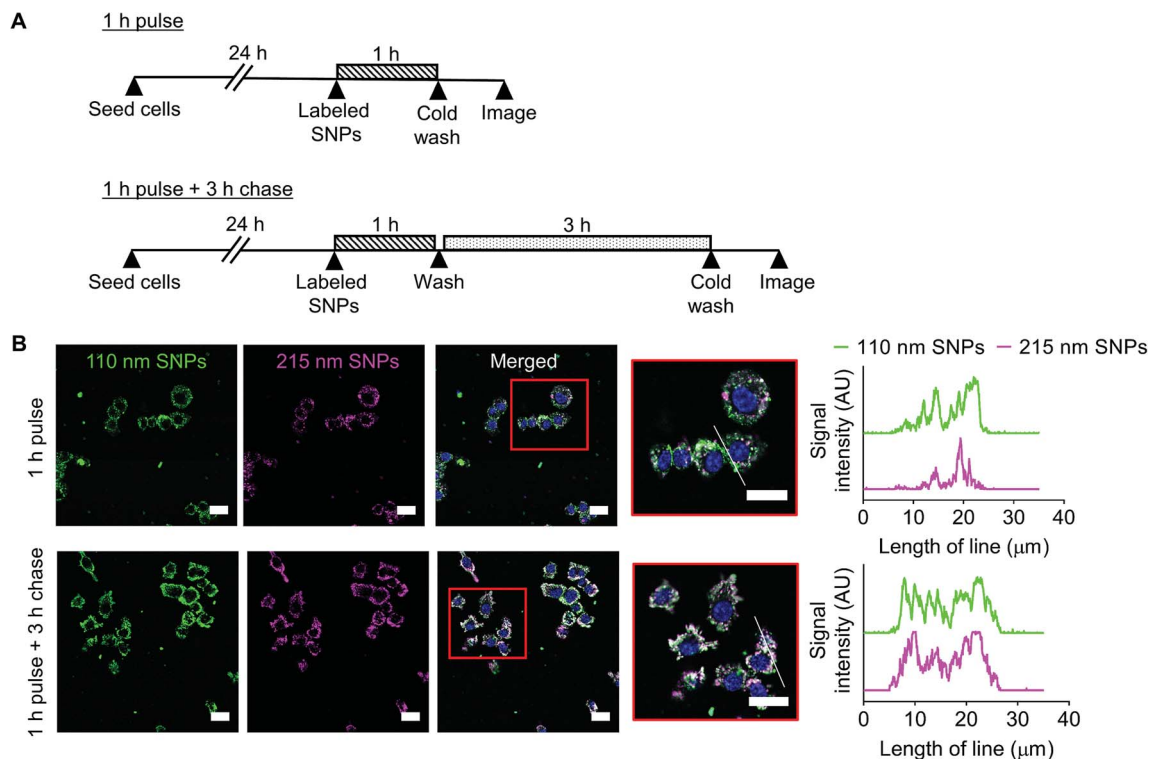 A
1 h pulse
24 h
1 h
Seed cells
Labeled
SNPs
Cold
wash
Image
1 h pulse + 3 h chase
24 h
1 h
3 h
Seed cells
Labeled
SNPs
Wash
Cold
wash
Image
B
1 h pulse
110 nm SNPs
215 nm SNPs
Merged
110 nm SNPs
215 nm SNPs
Signal
intensity (AU)
0 10 20 30 40
Length of line (μm)
1 h pulse + 3 h chase
Signal
intensity (AU)
0 10 20 30 40
Length of line (μm)